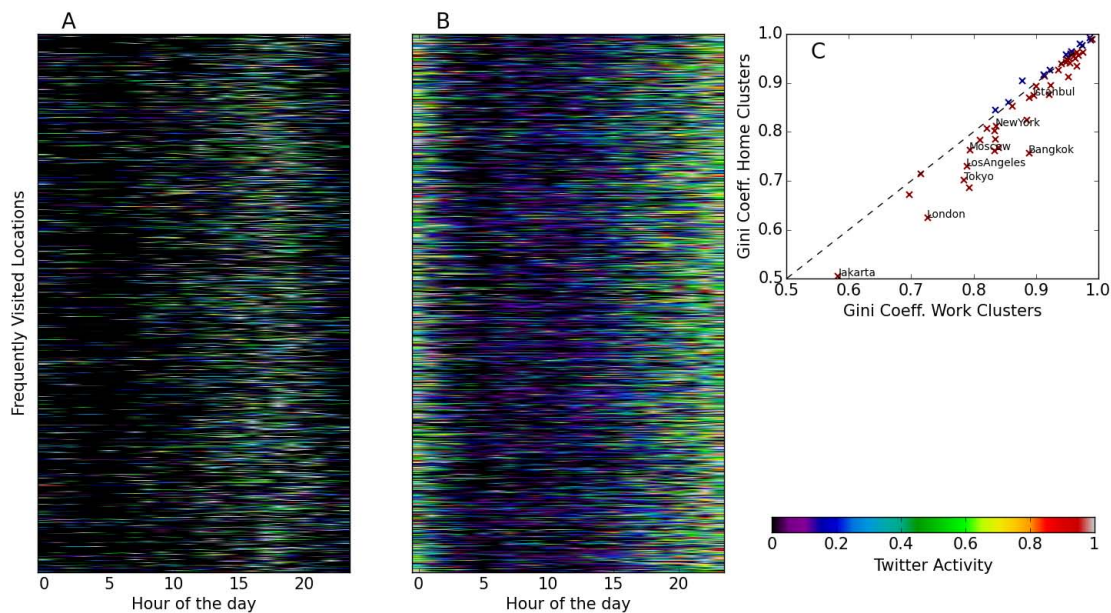 A
B
C
Frequently Visited Locations
0 5 10 15 20
Hour of the day
0 5 10 15 20
Hour of the day
Gini Coeff. Home Clusters
1.0
0.9
0.8
0.7
0.6
0.5
Istanbul
NewYork
Moscow
Bangkok
LosAngeles
Tokyo
London
Jakarta
0.5 0.6 0.7 0.8 0.9 1.0
Gini Coeff. Work Clusters
0 0.2 0.4 0.6 0.8 1
Twitter Activity